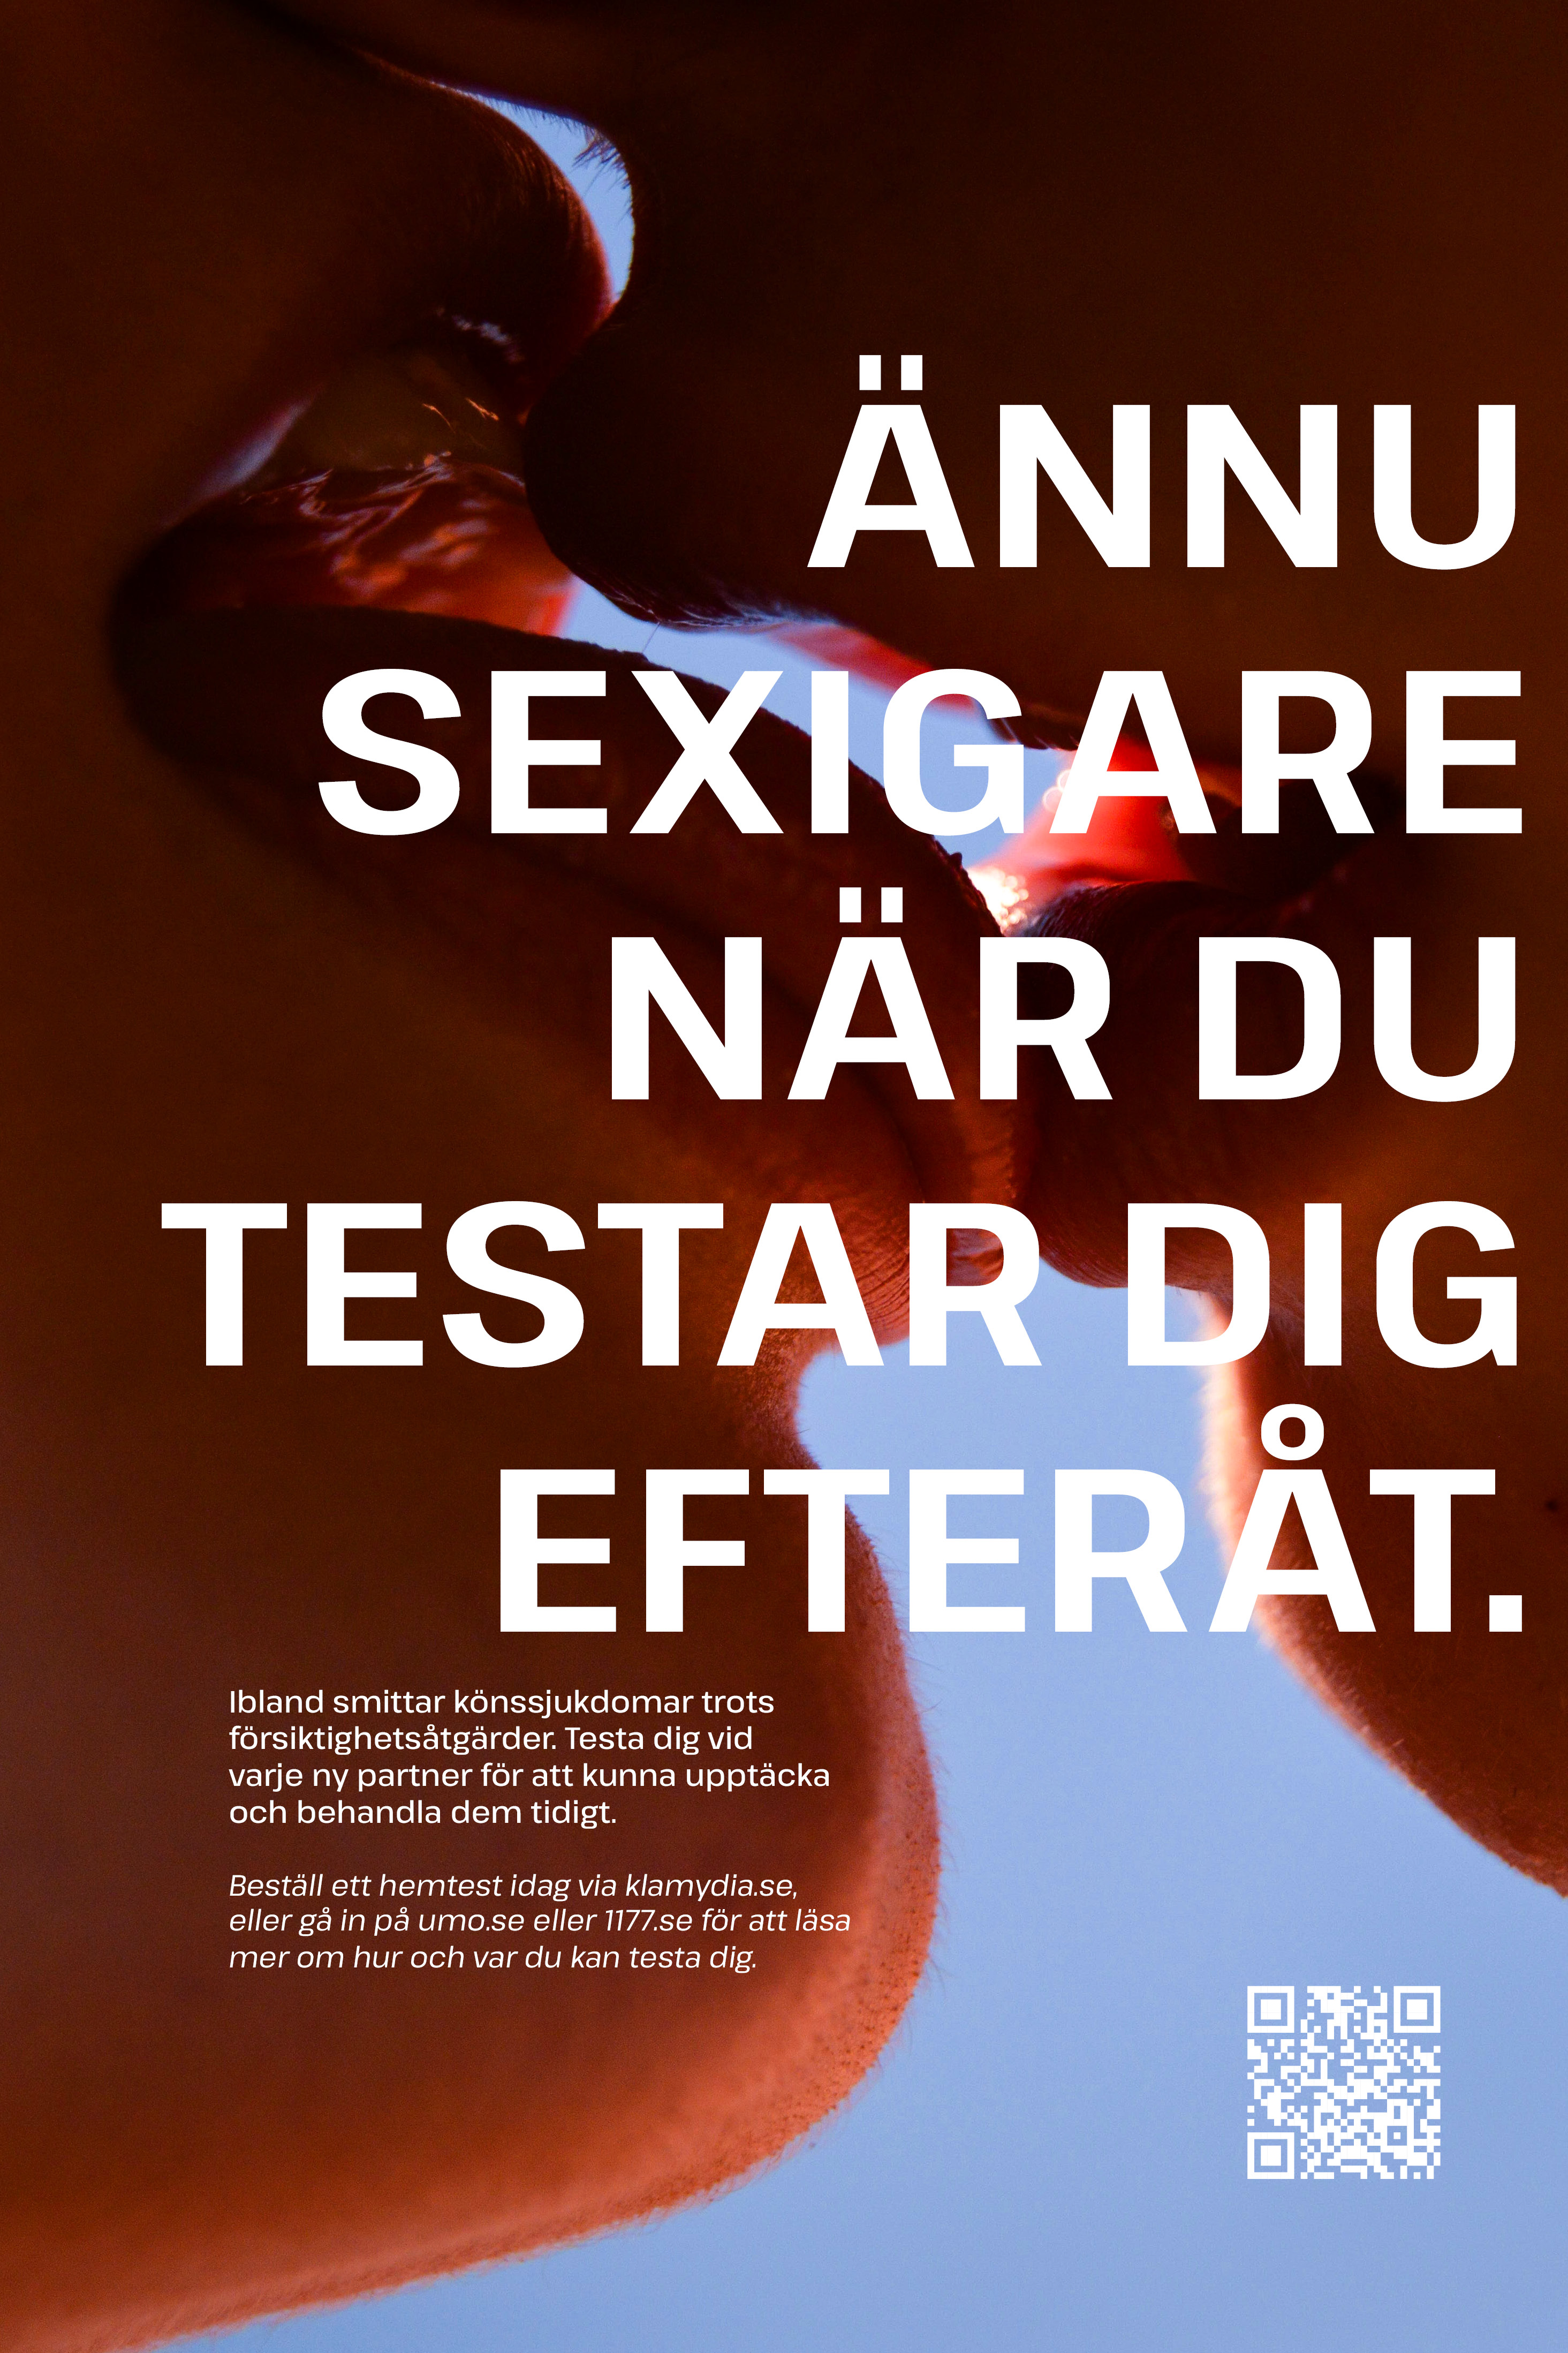 ÄNNU
SEXIGARE
NÄR DU
TESTAR DIG
EFTERÅT.
Ibland smittar könssjukdomar trots
försiktighetsåtgärder. Testa dig vid
varje ny partner för att kunna upptäcka
och behandla dem tidigt.
Beställ ett hemtest idag via klamydia.se,
eller gå in på umo.se eller 1177.se för att läsa
mer om hur och var du kan testa dig.